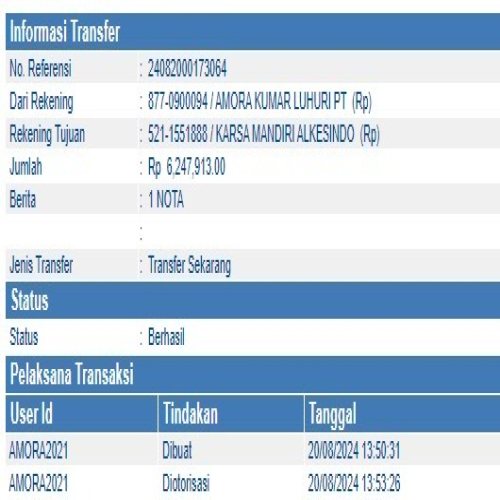 Informasi Transfer
No. Referensi : 24082000173064
Dari Rekening : 877-0900094 / AMORA KUMAR LUHURI PT (Rp)
Rekening Tujuan : 521-1551888 / KARSA MANDIRI ALKESINDO (Rp)
Jumlah : Rp 6,247,913.00
Berita : 1 NOTA
:
Jenis Transfer : Transfer Sekarang
Status
Status : Berhasil
Pelaksana Transaksi
User Id Tindakan Tanggal
AMORA2021 Dibuat 20/08/2024 13:50:31
AMORA2021 Diotorisasi 20/08/2024 13:53:26